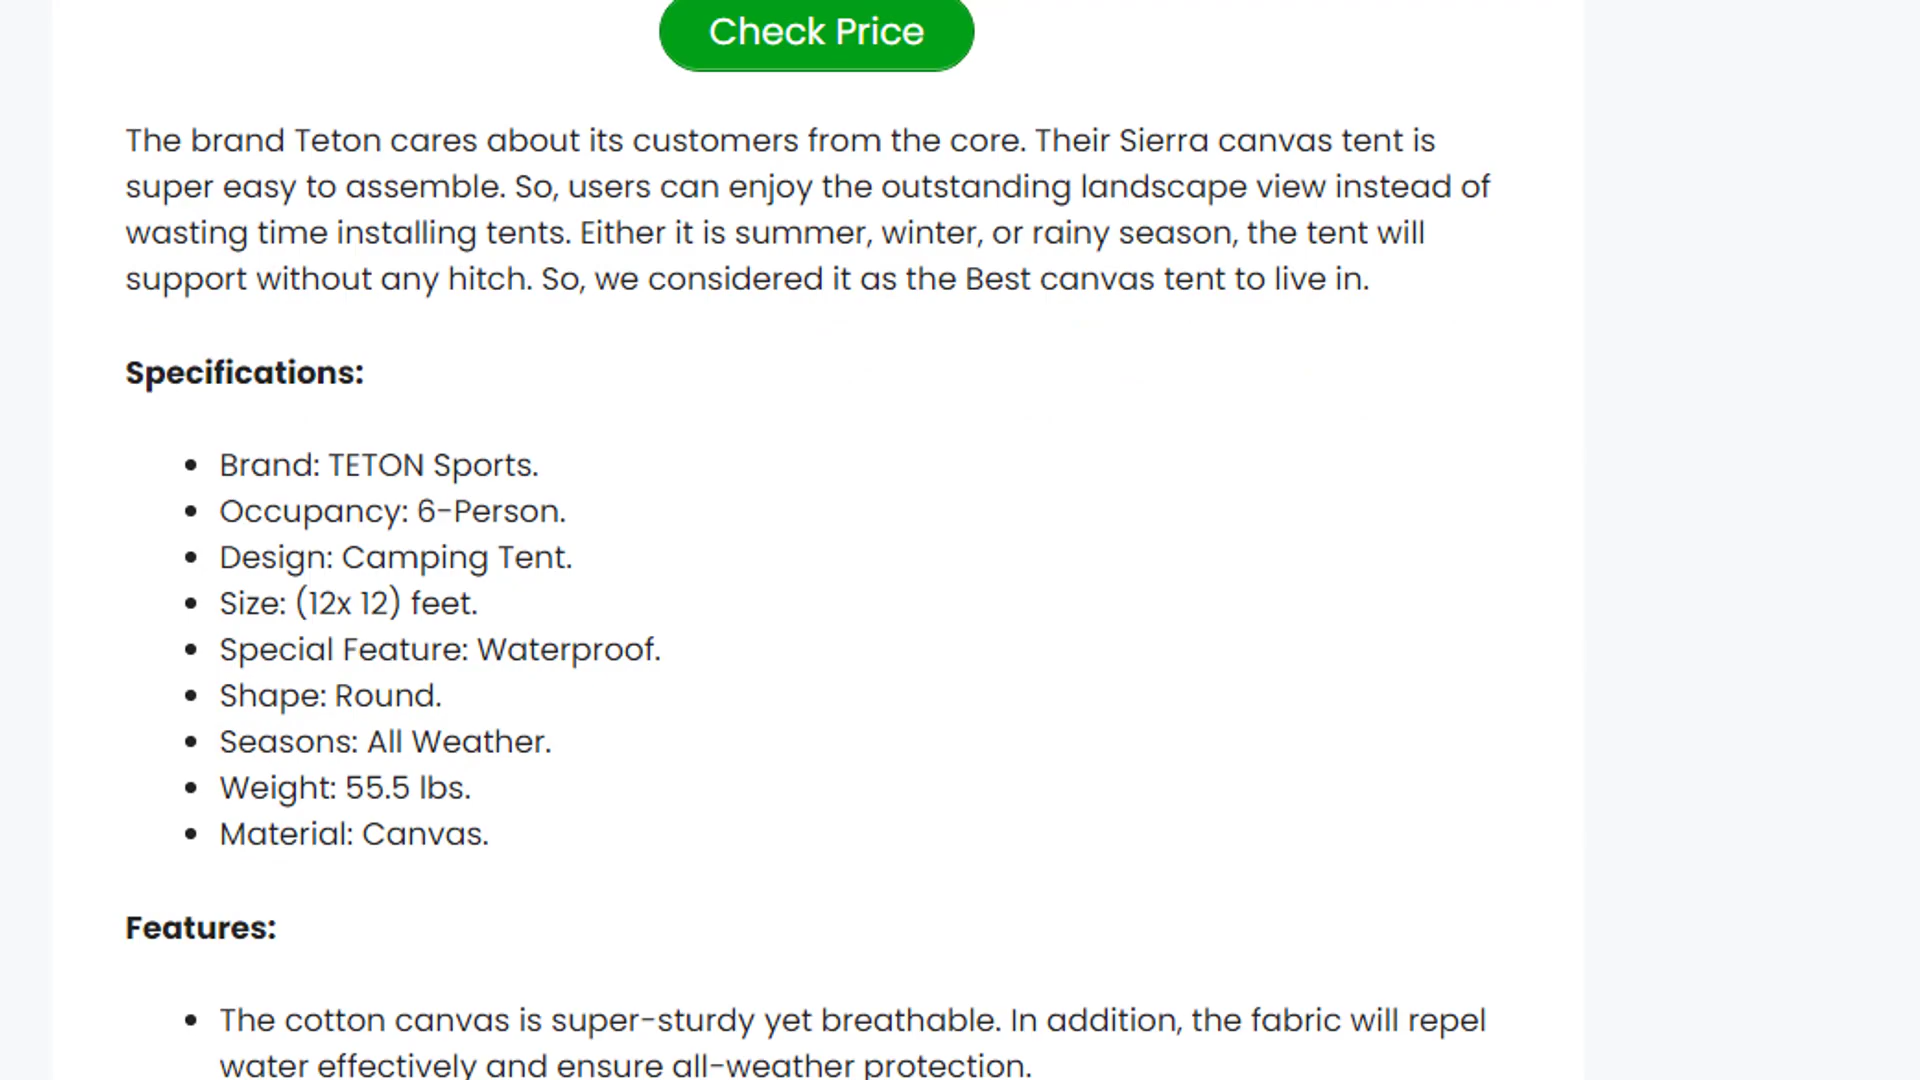 Check Price
The brand Teton cares about its customers from the core. Their Sierra canvas tent is
super easy to assemble. So, users can enjoy the outstanding landscape view instead of
wasting time installing tents. Either it is summer, winter, or rainy season, the tent will
support without any hitch. So, we considered it as the Best canvas tent to live in.
Specifications:
• Brand: TETON Sports.
• Occupancy: 6-Person.
• Design: Camping Tent.
• Size: (12x 12) feet.
• Special Feature: Waterproof.
• Shape: Round.
• Seasons: All Weather.
• Weight: 55.5 lbs.
• Material: Canvas.
Features:
• The cotton canvas is super-sturdy yet breathable. In addition, the fabric will repel
water effectively and ensure all-weather protection.